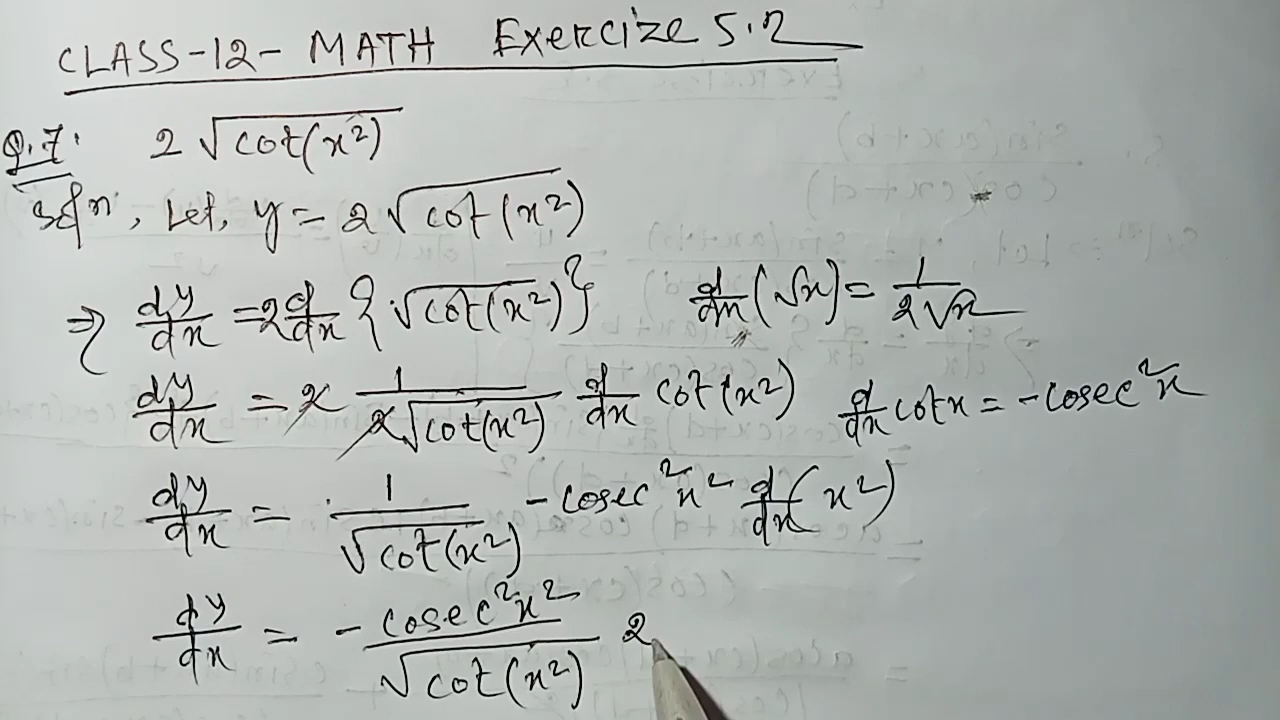 CLASS-12- MATH Exercize 5.2
Q.7. 2√cot(x²)
Solⁿ, Let, y = 2√cot(x²)
⇒ dy/dx = 2 d/dx {√cot(x²)} d/dx (√x) = 1/2√x
dy/dx = 2 1/2√cot(x²) d/dx cot(x²) d/dx cotx = -cosec²x
dy/dx = 1/√cot(x²) -cosec²x² d/dx (x²)
dy/dx = -cosec²x²/√cot(x²) 2